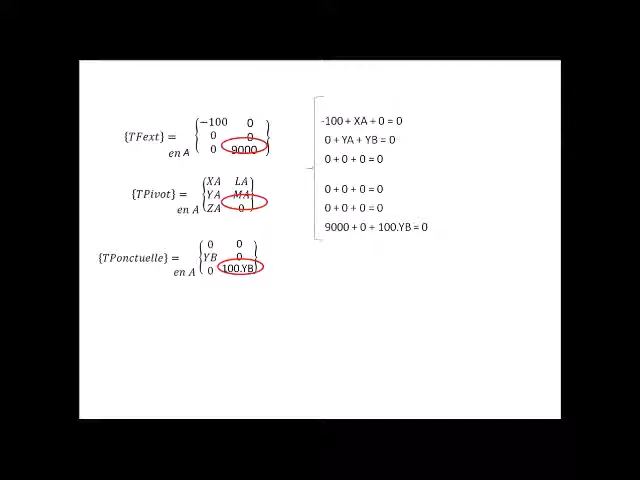 {TFext} =
en A
−100 0
0 0
0 9000
{TPivot} =
en A
XA LA
YA MA
ZA 0
{TPonctuelle} =
en A
0 0
YB 0
0 100.YB
-100 + XA + 0 = 0
0 + YA + YB = 0
0 + 0 + 0 = 0
0 + 0 + 0 = 0
0 + 0 + 0 = 0
9000 + 0 + 100.YB = 0